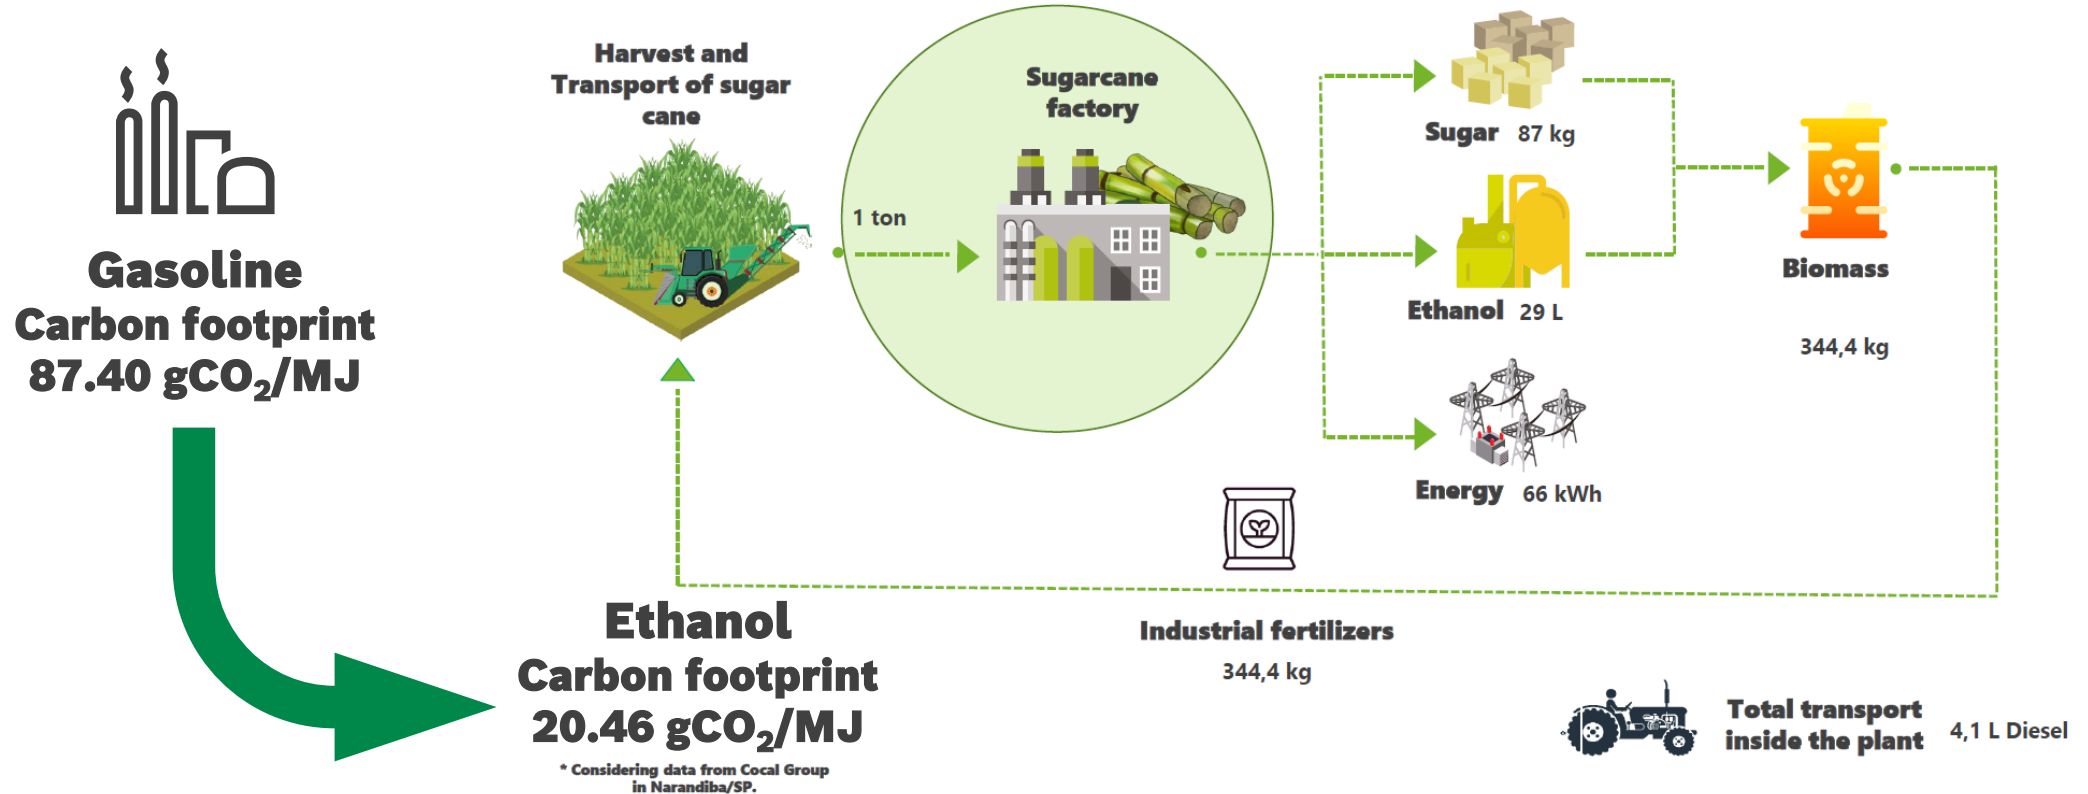 Gasoline
Carbon footprint
87.40 gCO₂/MJ
Harvest and
Transport of sugar
cane
1 ton
Sugarcane
factory
Sugar 87 kg
Ethanol 29 L
Energy 66 kWh
Biomass
344,4 kg
Industrial fertilizers
344,4 kg
Ethanol
Carbon footprint
20.46 gCO₂/MJ
* Considering data from Cocal Group
in Narandiba/SP.
Total transport
inside the plant
4,1 L Diesel